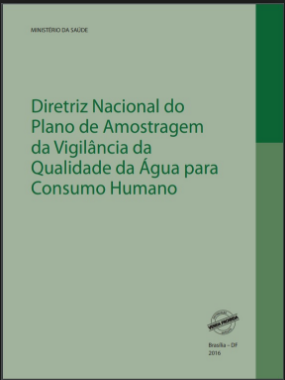 MINISTÉRIO DA SAÚDE
Diretriz Nacional do
Plano de Amostragem
da Vigilância da
Qualidade da Água para
Consumo Humano
Brasília – DF
2016